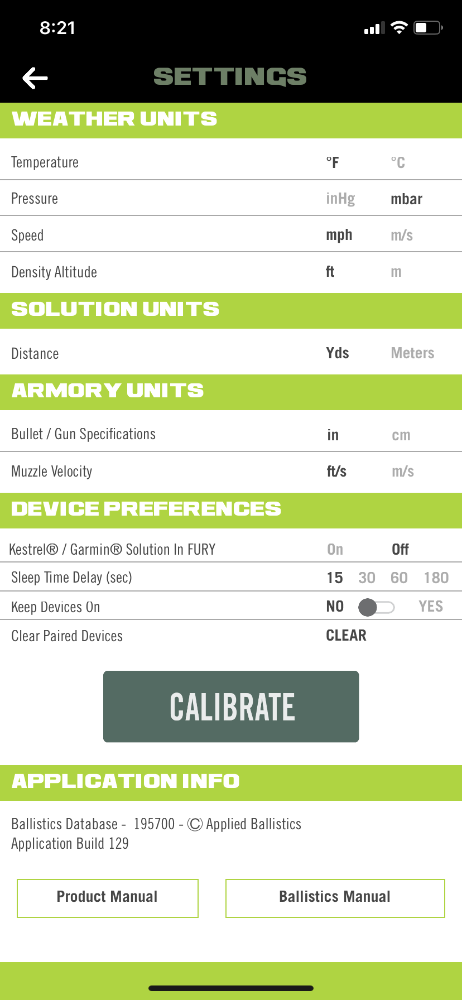 8:21
SETTINGS
WEATHER UNITS
Temperature °F °C
Pressure inHg mbar
Speed mph m/s
Density Altitude ft m
SOLUTION UNITS
Distance Yds Meters
ARMORY UNITS
Bullet / Gun Specifications in cm
Muzzle Velocity ft/s m/s
DEVICE PREFERENCES
Kestrel® / Garmin® Solution In FURY On Off
Sleep Time Delay (sec) 15 30 60 180
Keep Devices On NO YES
Clear Paired Devices CLEAR
CALIBRATE
APPLICATION INFO
Ballistics Database - 195700 - © Applied Ballistics
Application Build 129
Product Manual Ballistics Manual